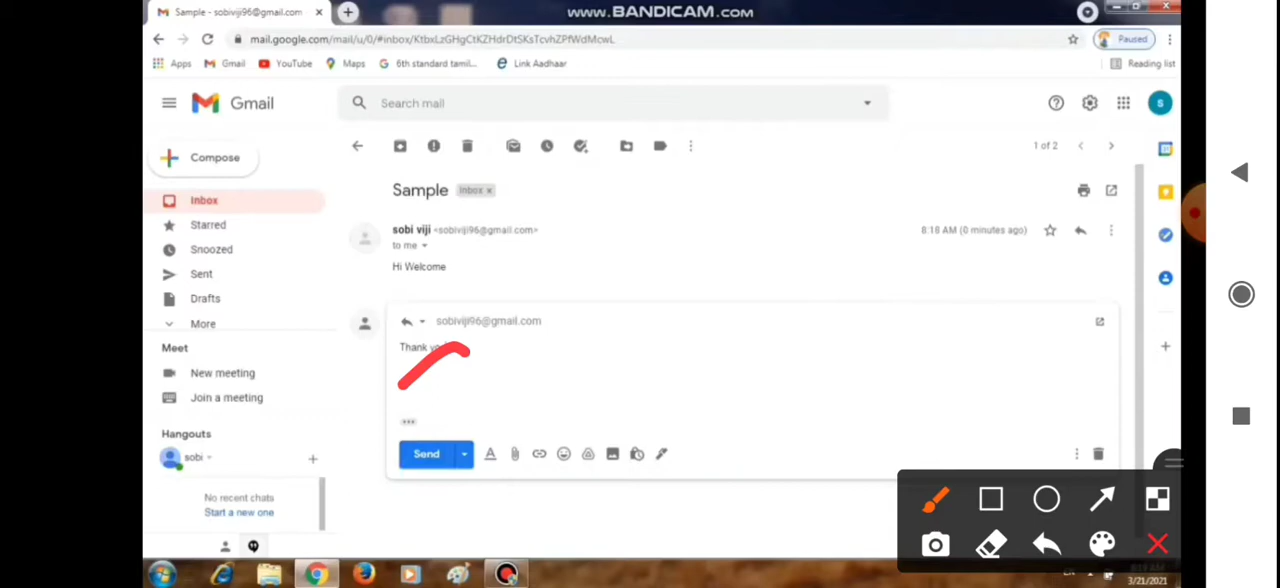 Sample - sobiviji96@gmail.com
www.BANDICAM.com
mail.google.com/mail/u/0/#inbox/KtbxLzGHgCtKZHdrDtSKsTcvhZPfWdMcwL
Paused
Apps Gmail YouTube Maps 6th standard tamil... Link Aadhaar Reading list
Gmail
Search mail
S
Compose
1 of 2
Inbox
Starred
Snoozed
Sent
Drafts
More
Sample Inbox x
sobi viji <sobiviji96@gmail.com>
8:18 AM (0 minutes ago)
to me
Hi Welcome
sobiviji96@gmail.com
Thank
Send
Meet
New meeting
Join a meeting
Hangouts
sobi
No recent chats
Start a new one
EN
8:19 AM
3/21/2021